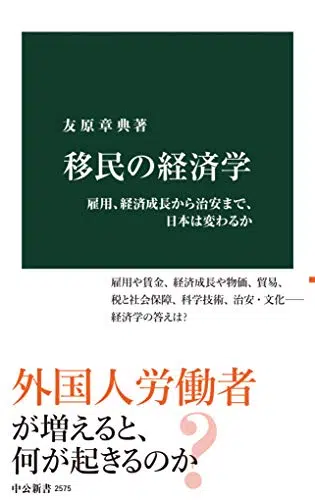 友原章典著
移民の経済学
雇用、経済成長から治安まで、
日本は変わるか
雇用や賃金、経済成長や物価、貿易、
税と社会保障、科学技術、治安・文化──
経済学の答えは?
外国人労働者
が増えると、
何が起きるのか
?
中公新書 2575